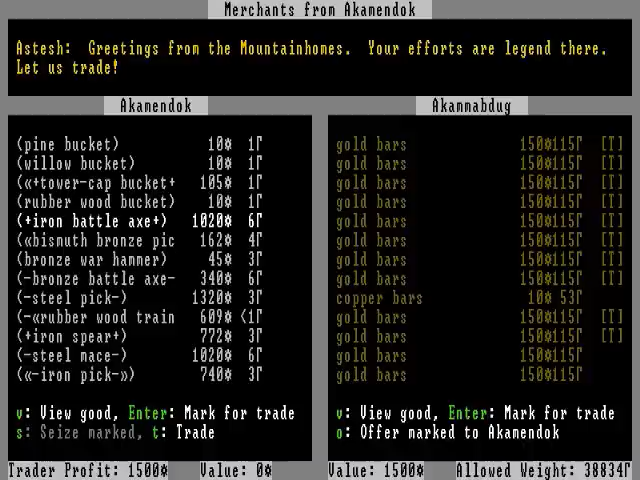 Merchants from Akamendok
Astesh: Greetings from the Mountainhomes. Your efforts are legend there.
Let us trade!
Akamendok
(pine bucket) 10☼ 1Γ
(willow bucket) 10☼ 1Γ
(«+tower-cap bucket+ 105☼ 1Γ
(rubber wood bucket) 10☼ 1Γ
(+iron battle axe+) 1020☼ 6Γ
(«bismuth bronze pic 162☼ 4Γ
(bronze war hammer) 45☼ 3Γ
(-bronze battle axe- 340☼ 6Γ
(-steel pick-) 1320☼ 3Γ
(-«rubber wood train 609☼ <1Γ
(+iron spear+) 772☼ 3Γ
(-steel mace-) 1020☼ 6Γ
(«-iron pick-») 740☼ 3Γ
v: View good, Enter: Mark for trade
s: Seize marked, t: Trade
Akammabdug
gold bars 150☼115Γ [T]
gold bars 150☼115Γ [T]
gold bars 150☼115Γ [T]
gold bars 150☼115Γ [T]
gold bars 150☼115Γ [T]
gold bars 150☼115Γ [T]
gold bars 150☼115Γ [T]
gold bars 150☼115Γ [T]
copper bars 10☼ 53Γ
gold bars 150☼115Γ [T]
gold bars 150☼115Γ [T]
gold bars 150☼115Γ
gold bars 150☼115Γ
v: View good, Enter: Mark for trade
o: Offer marked to Akamendok
Trader Profit: 1500☼ Value: 0☼ Value: 1500☼ Allowed Weight: 38834Γ